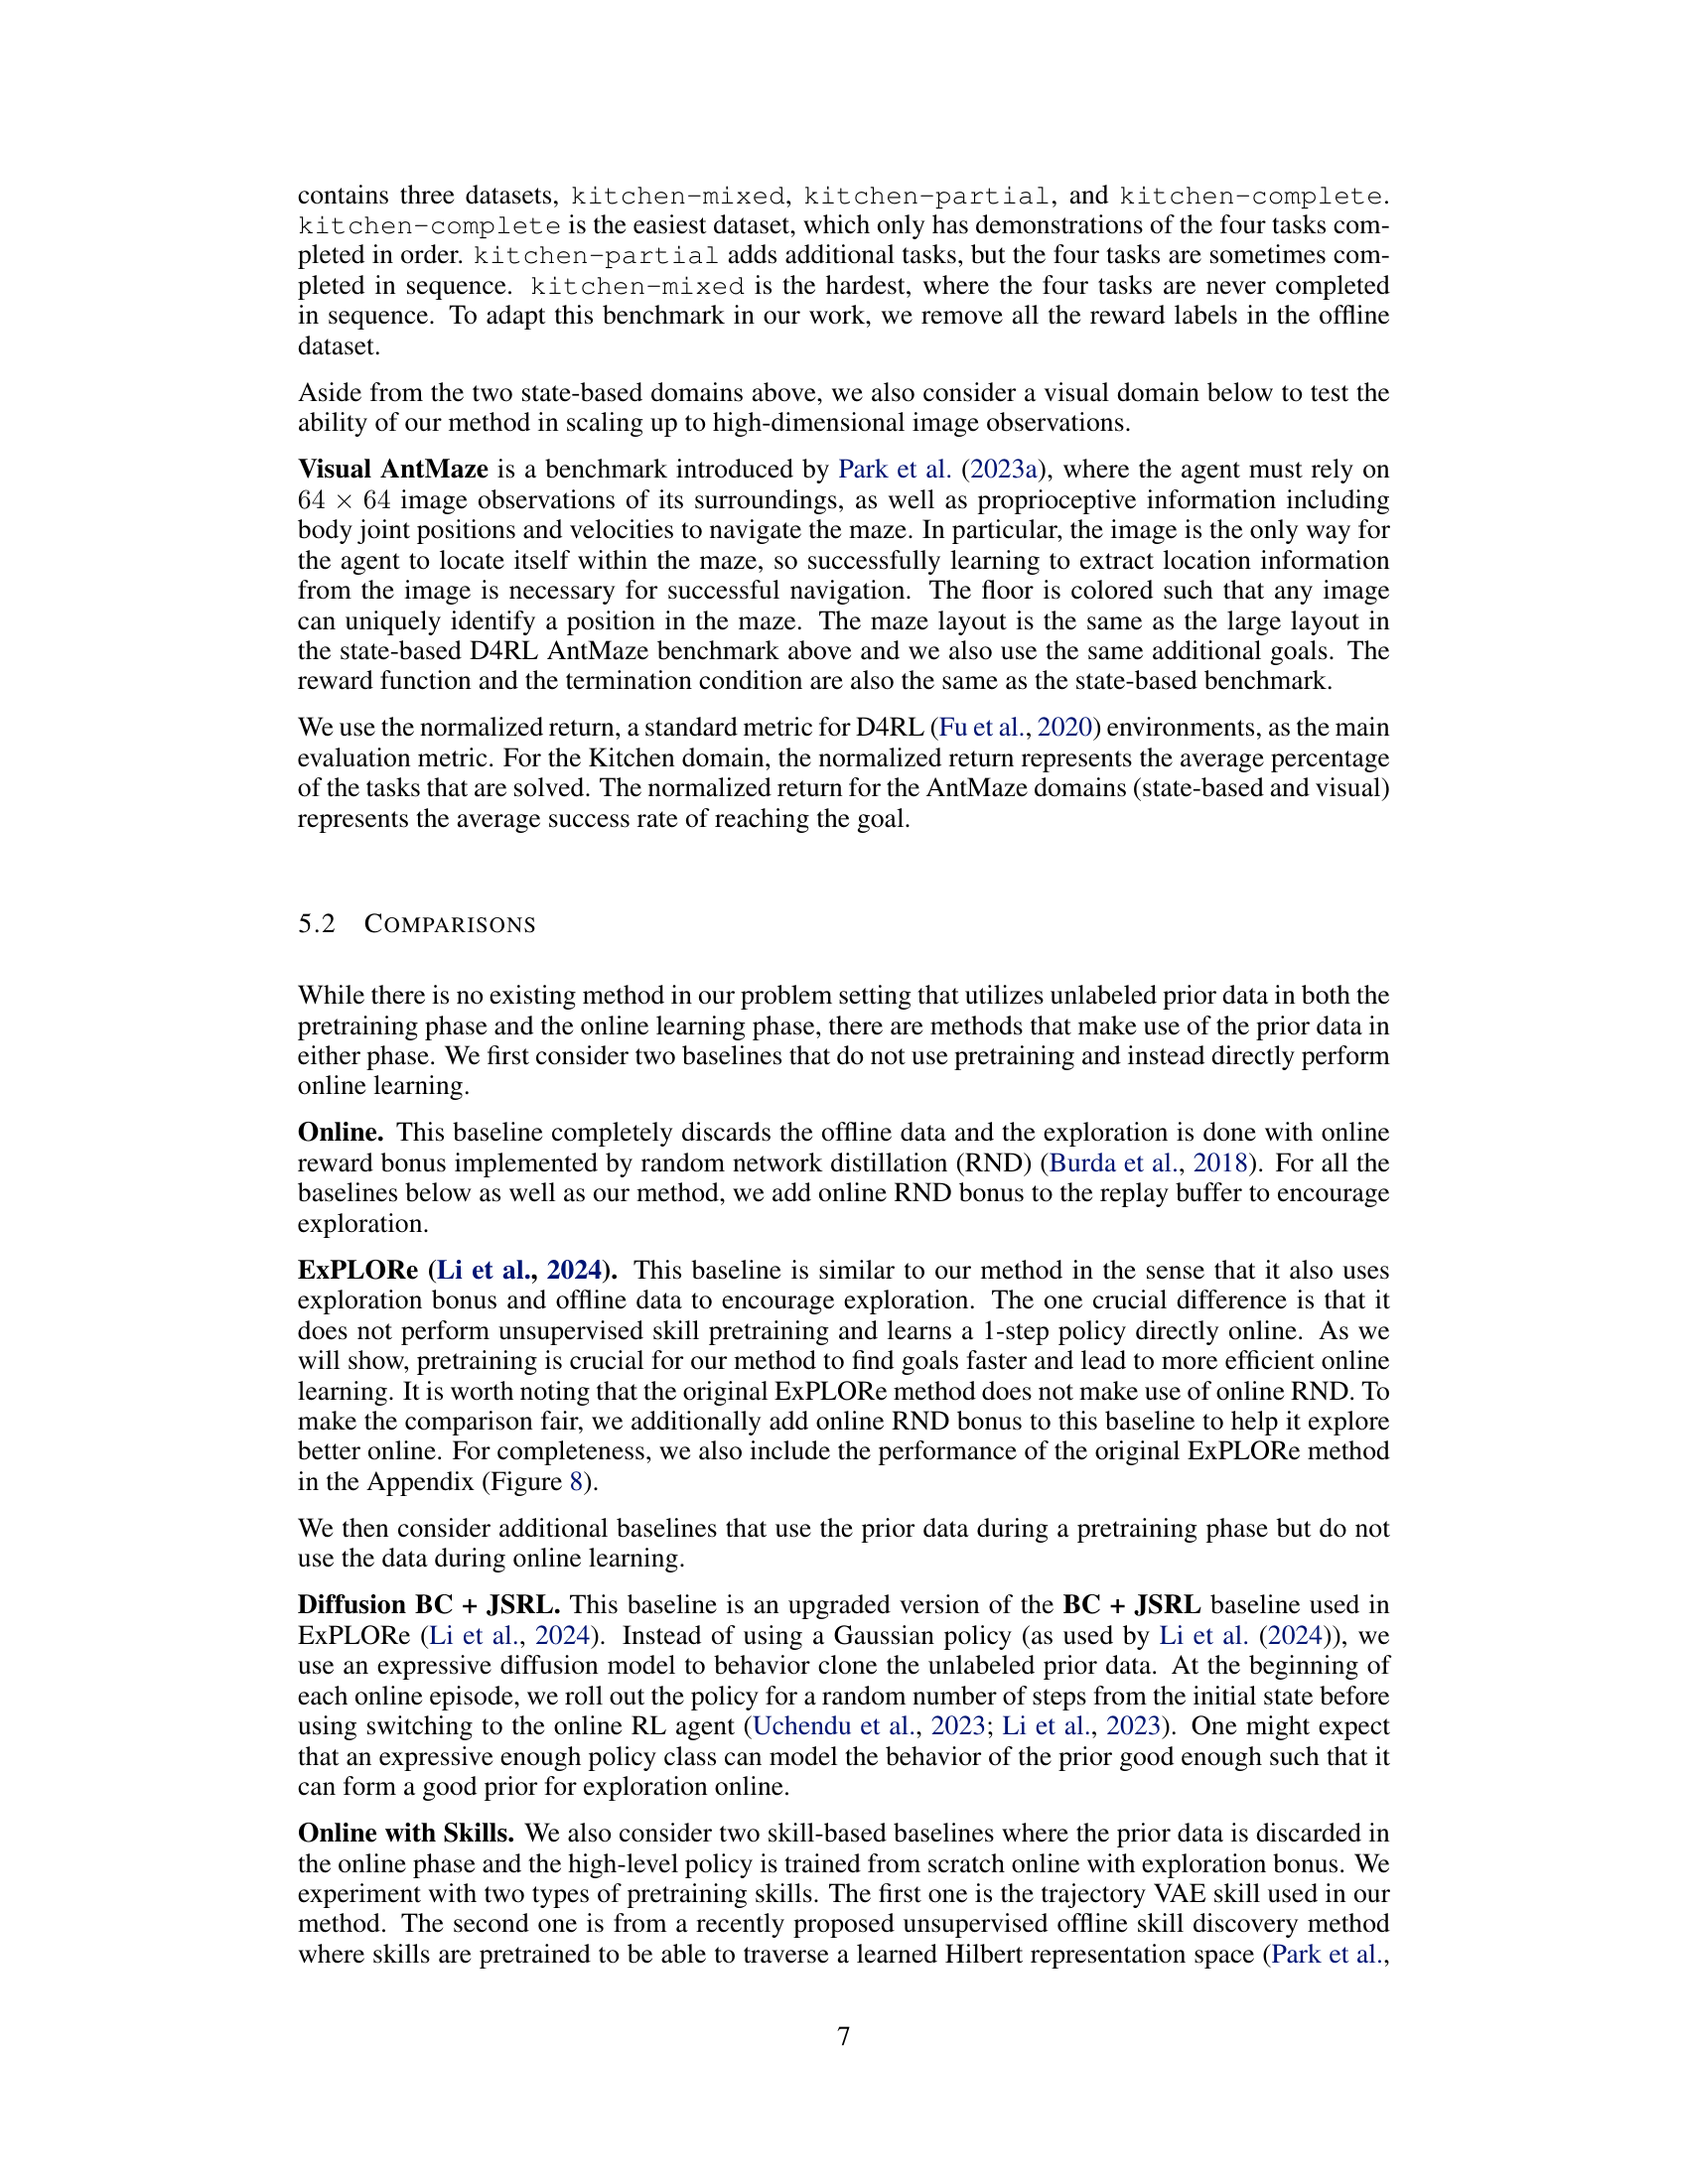 contains three datasets, kitchen-mixed, kitchen-partial, and kitchen-complete.
kitchen-complete is the easiest dataset, which only has demonstrations of the four tasks com-
pleted in order. kitchen-partial adds additional tasks, but the four tasks are sometimes com-
pleted in sequence. kitchen-mixed is the hardest, where the four tasks are never completed
in sequence. To adapt this benchmark in our work, we remove all the reward labels in the offline
dataset.
Aside from the two state-based domains above, we also consider a visual domain below to test the
ability of our method in scaling up to high-dimensional image observations.
Visual AntMaze is a benchmark introduced by Park et al. (2023a), where the agent must rely on
64 × 64 image observations of its surroundings, as well as proprioceptive information including
body joint positions and velocities to navigate the maze. In particular, the image is the only way for
the agent to locate itself within the maze, so successfully learning to extract location information
from the image is necessary for successful navigation. The floor is colored such that any image
can uniquely identify a position in the maze. The maze layout is the same as the large layout in
the state-based D4RL AntMaze benchmark above and we also use the same additional goals. The
reward function and the termination condition are also the same as the state-based benchmark.
We use the normalized return, a standard metric for D4RL (Fu et al., 2020) environments, as the main
evaluation metric. For the Kitchen domain, the normalized return represents the average percentage
of the tasks that are solved. The normalized return for the AntMaze domains (state-based and visual)
represents the average success rate of reaching the goal.
5.2 COMPARISONS
While there is no existing method in our problem setting that utilizes unlabeled prior data in both the
pretraining phase and the online learning phase, there are methods that make use of the prior data in
either phase. We first consider two baselines that do not use pretraining and instead directly perform
online learning.
Online. This baseline completely discards the offline data and the exploration is done with online
reward bonus implemented by random network distillation (RND) (Burda et al., 2018). For all the
baselines below as well as our method, we add online RND bonus to the replay buffer to encourage
exploration.
ExPLORe (Li et al., 2024). This baseline is similar to our method in the sense that it also uses
exploration bonus and offline data to encourage exploration. The one crucial difference is that it
does not perform unsupervised skill pretraining and learns a 1-step policy directly online. As we
will show, pretraining is crucial for our method to find goals faster and lead to more efficient online
learning. It is worth noting that the original ExPLORe method does not make use of online RND. To
make the comparison fair, we additionally add online RND bonus to this baseline to help it explore
better online. For completeness, we also include the performance of the original ExPLORe method
in the Appendix (Figure 8).
We then consider additional baselines that use the prior data during a pretraining phase but do not
use the data during online learning.
Diffusion BC + JSRL. This baseline is an upgraded version of the BC + JSRL baseline used in
ExPLORe (Li et al., 2024). Instead of using a Gaussian policy (as used by Li et al. (2024)), we
use an expressive diffusion model to behavior clone the unlabeled prior data. At the beginning of
each online episode, we roll out the policy for a random number of steps from the initial state before
using switching to the online RL agent (Uchendu et al., 2023; Li et al., 2023). One might expect
that an expressive enough policy class can model the behavior of the prior good enough such that it
can form a good prior for exploration online.
Online with Skills. We also consider two skill-based baselines where the prior data is discarded in
the online phase and the high-level policy is trained from scratch online with exploration bonus. We
experiment with two types of pretraining skills. The first one is the trajectory VAE skill used in our
method. The second one is from a recently proposed unsupervised offline skill discovery method
where skills are pretrained to be able to traverse a learned Hilbert representation space (Park et al.,
7